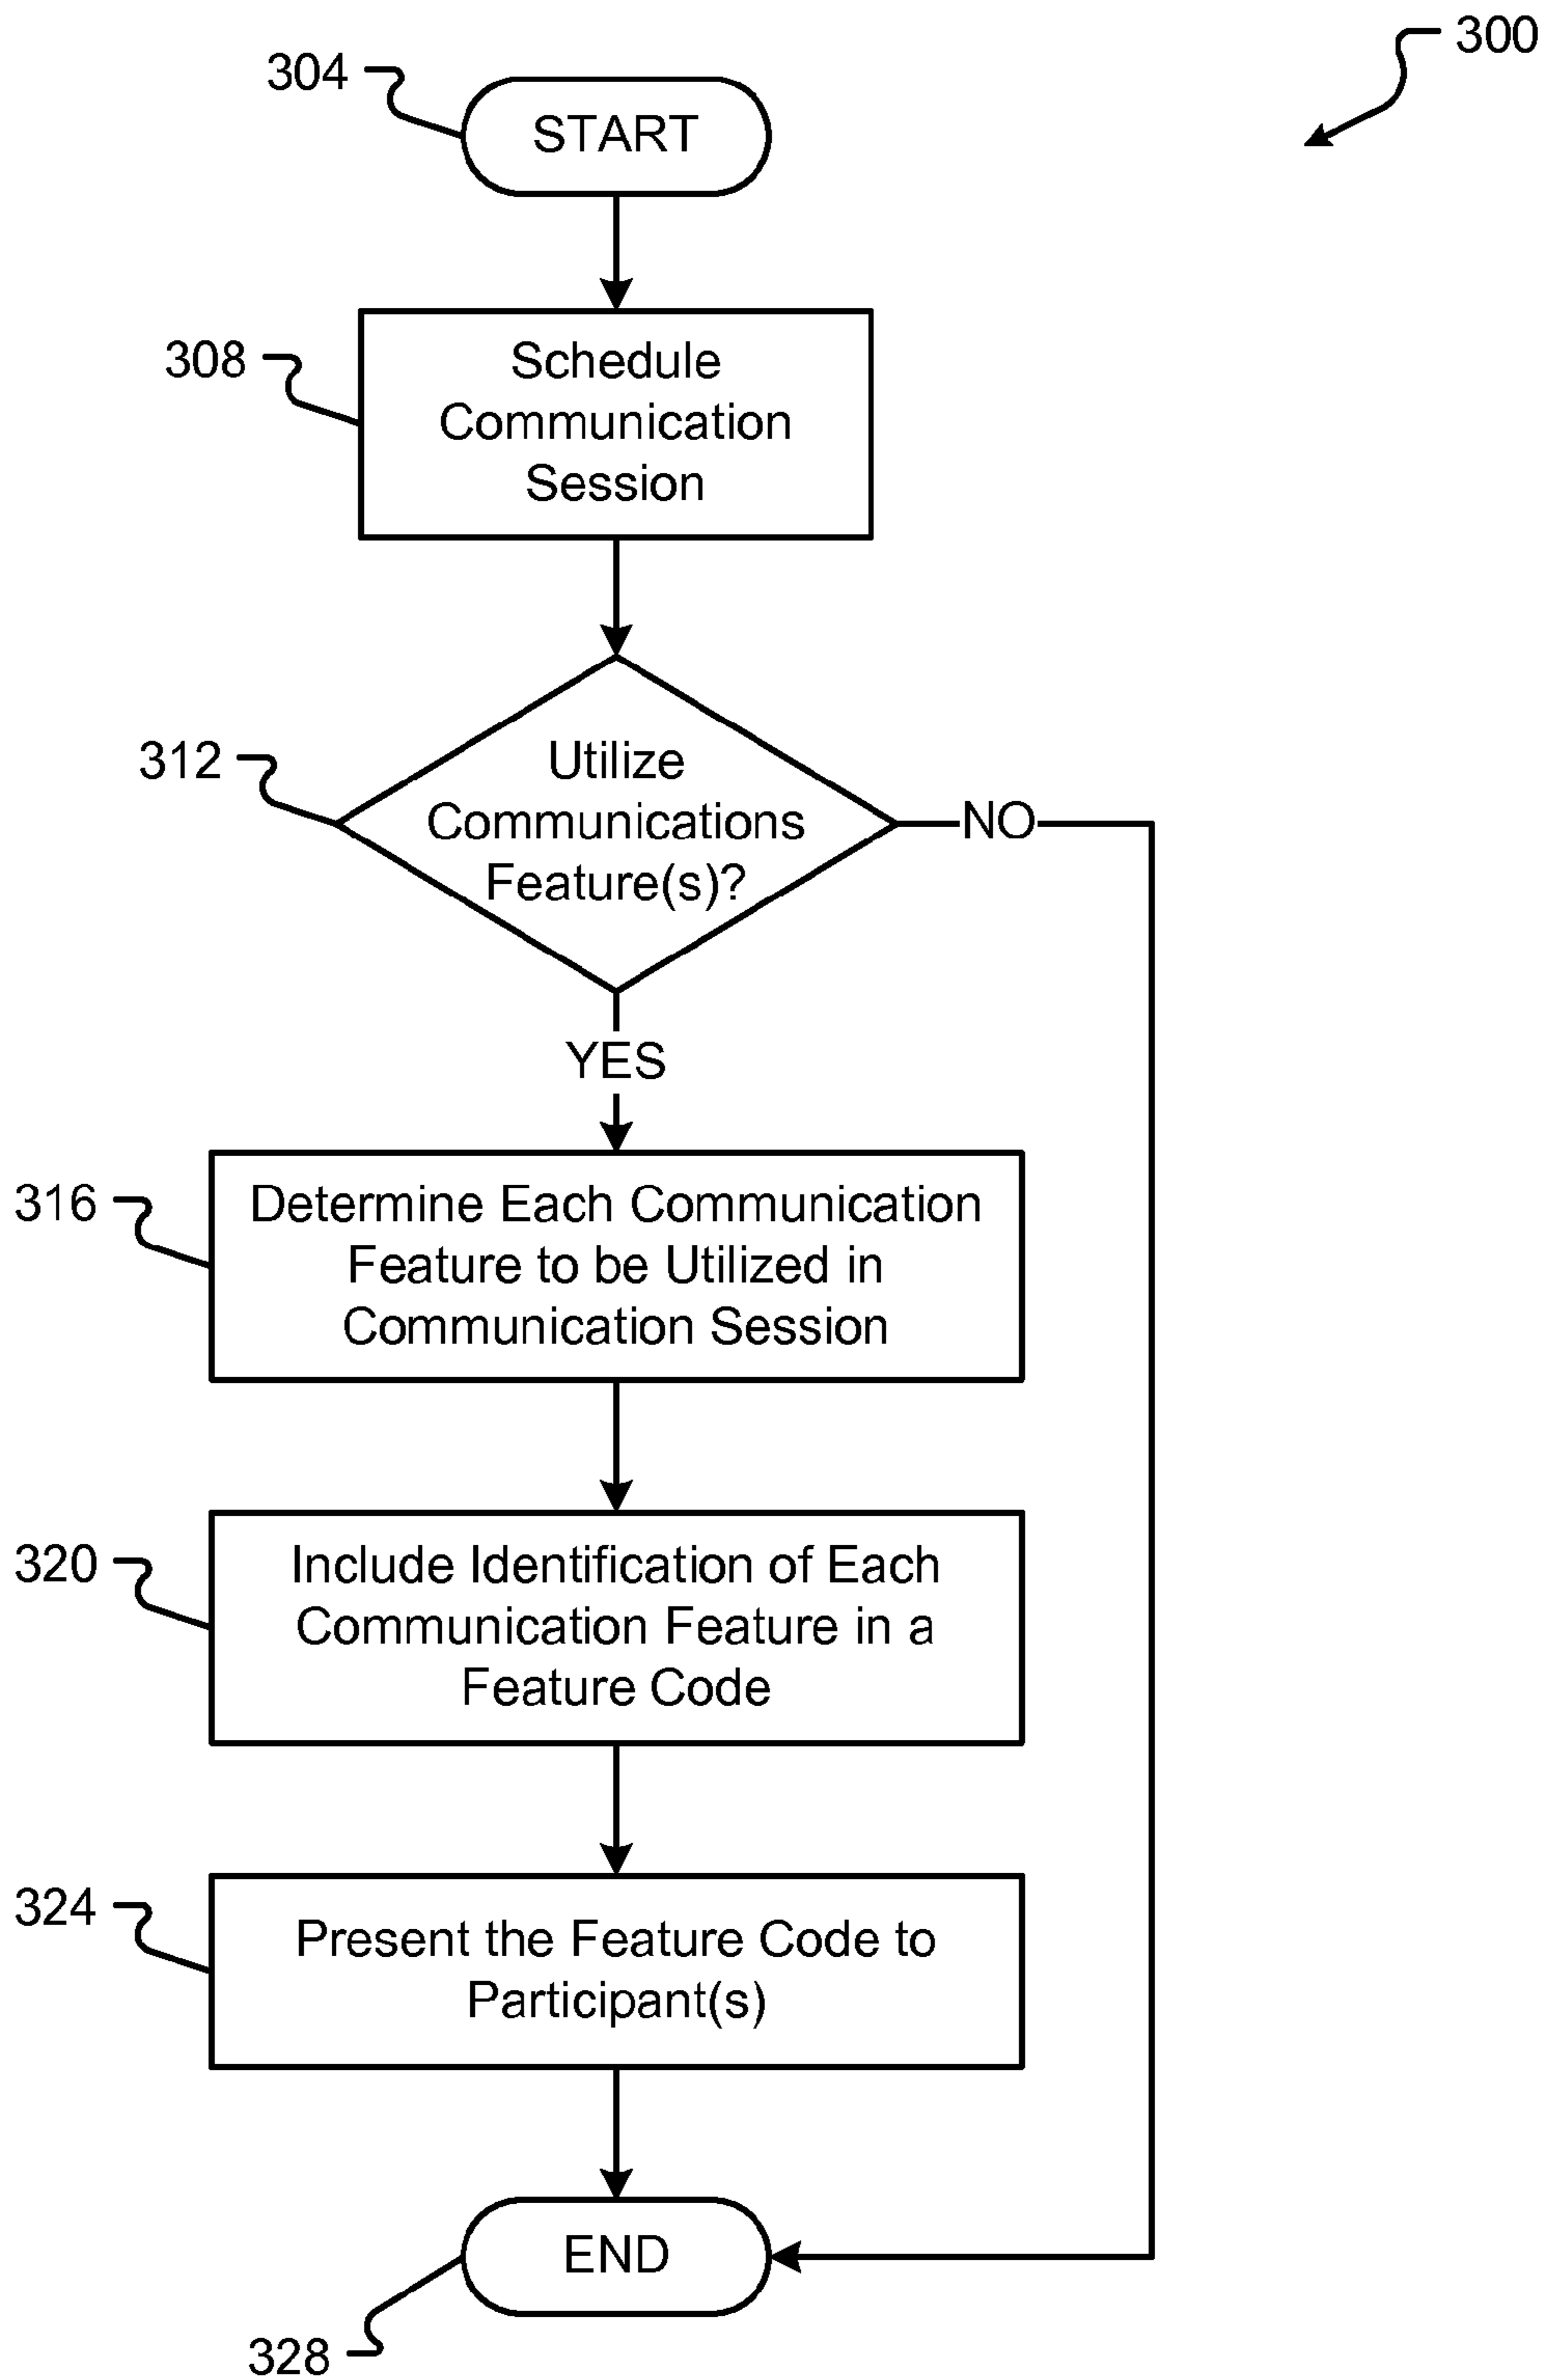 300
304
START
308
Schedule
Communication
Session
312
Utilize
Communications
Feature(s)?
NO
YES
316
Determine Each Communication
Feature to be Utilized in
Communication Session
320
Include Identification of Each
Communication Feature in a
Feature Code
324
Present the Feature Code to
Participant(s)
END
328